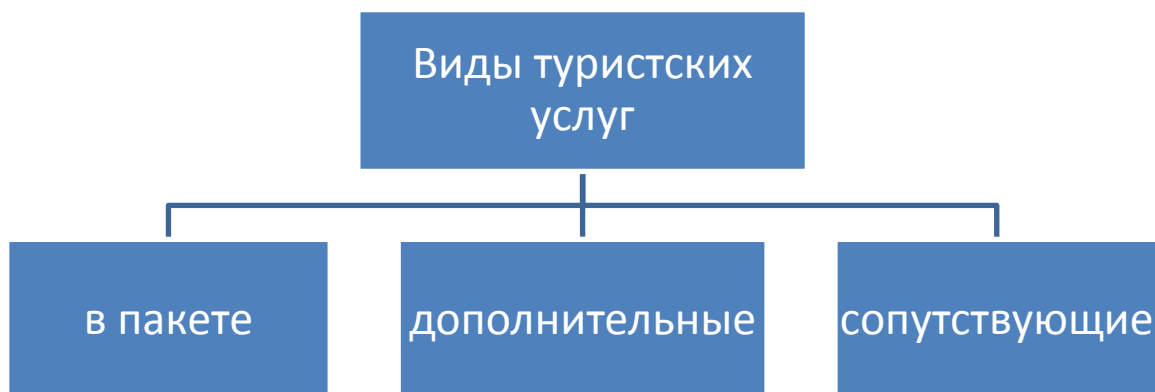 Виды туристских
услуг
в пакете
дополнительные
сопутствующие